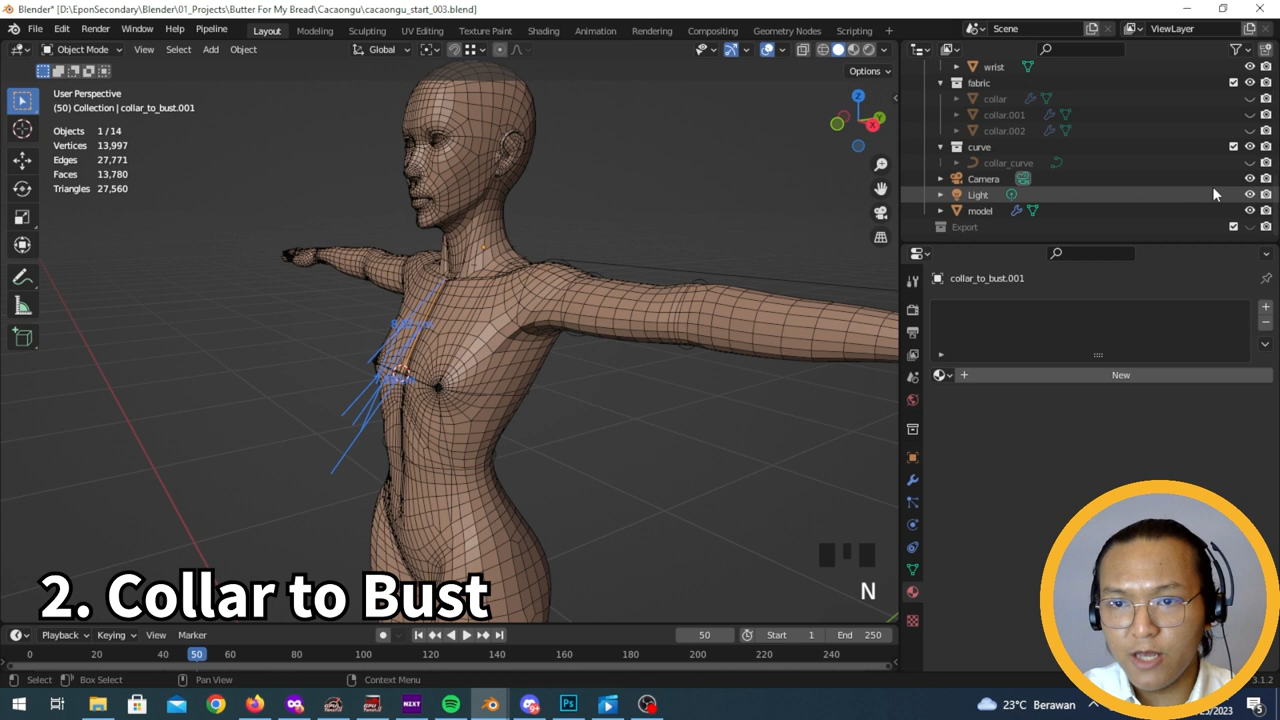 Blender* [D:\EponSecondary\Blender\01_Projects\Butter For My Bread\Cacaongu\cacaongu_start_003.blend]
File Edit Render Window Help Pipeline
Layout Modeling Sculpting UV Editing Texture Paint Shading Animation Rendering Compositing Geometry Nodes Scripting +
Scene
ViewLayer
Object Mode View Select Add Object
Global
Options
User Perspective
(50) Collection | collar_to_bust.001
Objects 1 / 14
Vertices 13,997
Edges 27,771
Faces 13,780
Triangles 27,560
Z
Y
X
wrist
fabric
collar
collar.001
collar.002
curve
collar_curve
Camera
Light
model
Export
collar_to_bust.001
New
2. Collar to Bust
N
Playback Keying View Marker
50 Start 1 End 250
0 20 40 50 60 80 100 120 140 160 180 200 220 240
Select Box Select Pan View Context Menu
3.1.2
NEXT
Ps
23°C Berawan
5